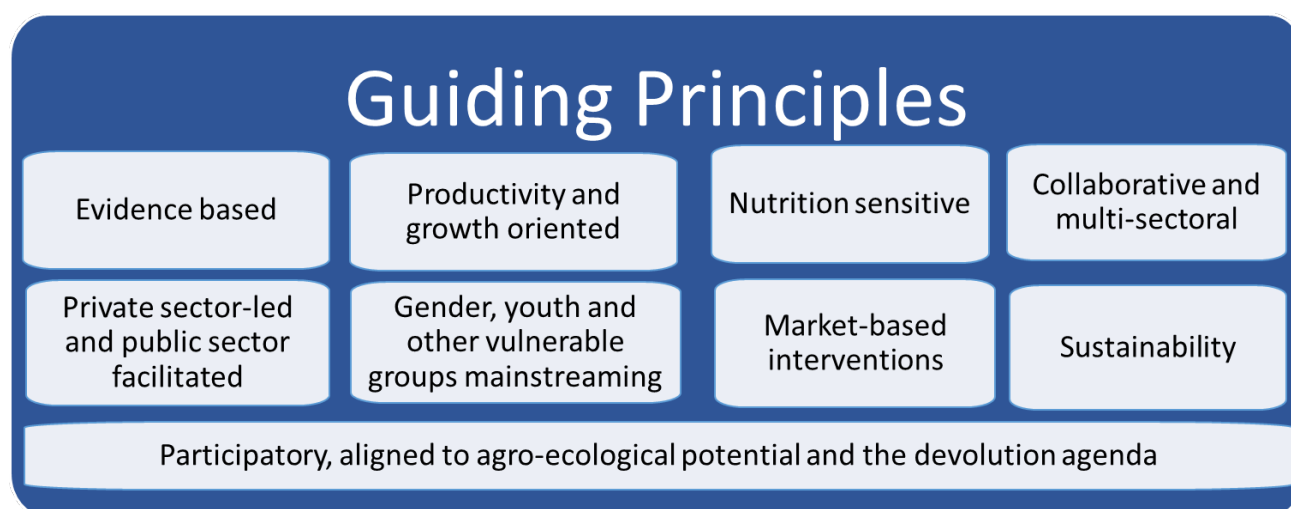 Guiding Principles
Evidence based
Productivity and
growth oriented
Nutrition sensitive
Collaborative and
multi-sectoral
Private sector-led
and public sector
facilitated
Gender, youth and
other vulnerable
groups mainstreaming
Market-based
interventions
Sustainability
Participatory, aligned to agro-ecological potential and the devolution agenda